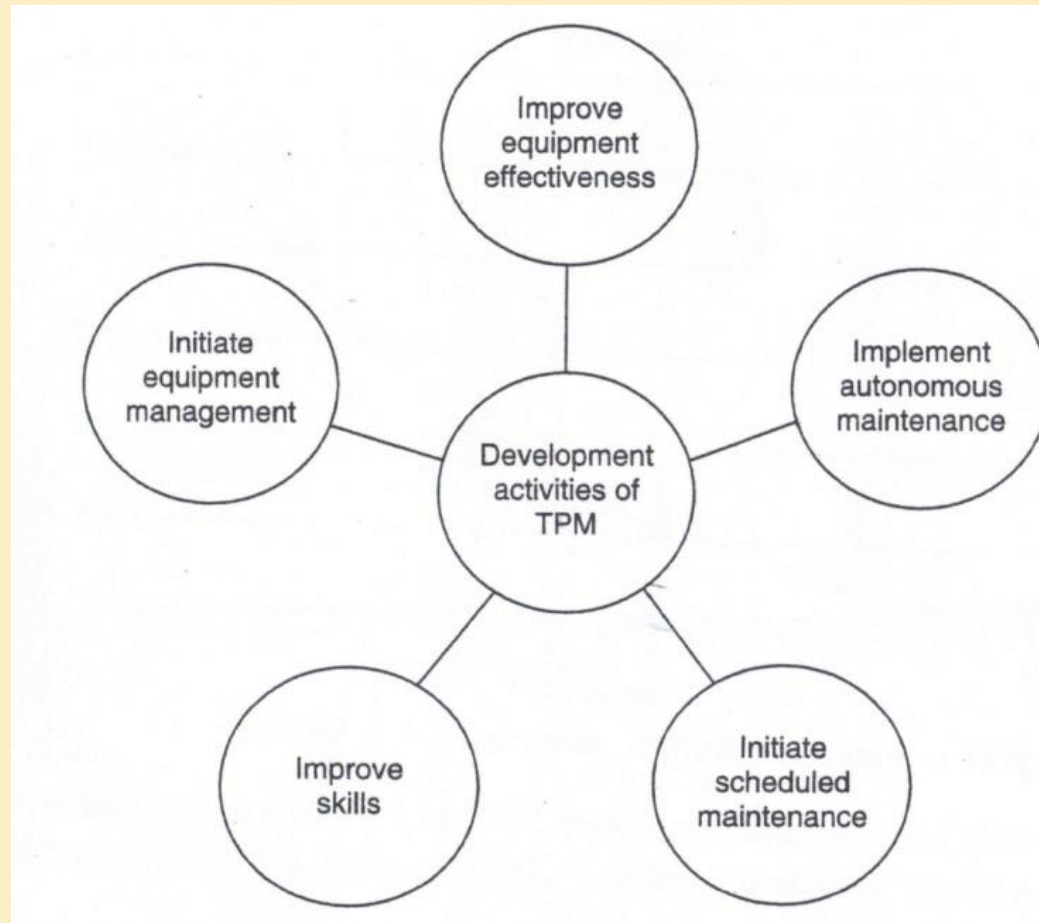 Improve
equipment
effectiveness
Implement
autonomous
maintenance
Initiate
scheduled
maintenance
Improve
skills
Initiate
equipment
management
Development
activities of
TPM